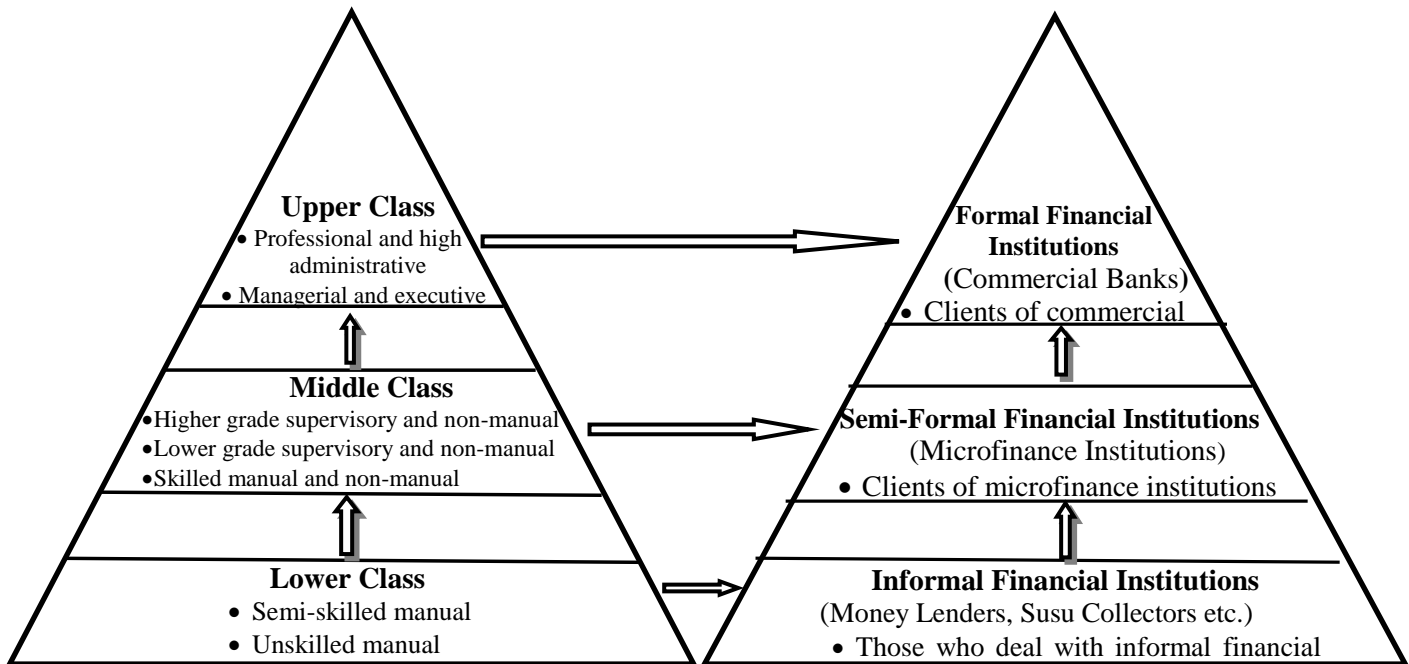 Upper Class
• Professional and high
administrative
• Managerial and executive
Middle Class
•Higher grade supervisory and non-manual
•Lower grade supervisory and non-manual
•Skilled manual and non-manual
Lower Class
• Semi-skilled manual
• Unskilled manual
Formal Financial
Institutions
(Commercial Banks)
• Clients of commercial
Semi-Formal Financial Institutions
(Microfinance Institutions)
• Clients of microfinance institutions
Informal Financial Institutions
(Money Lenders, Susu Collectors etc.)
• Those who deal with informal financial